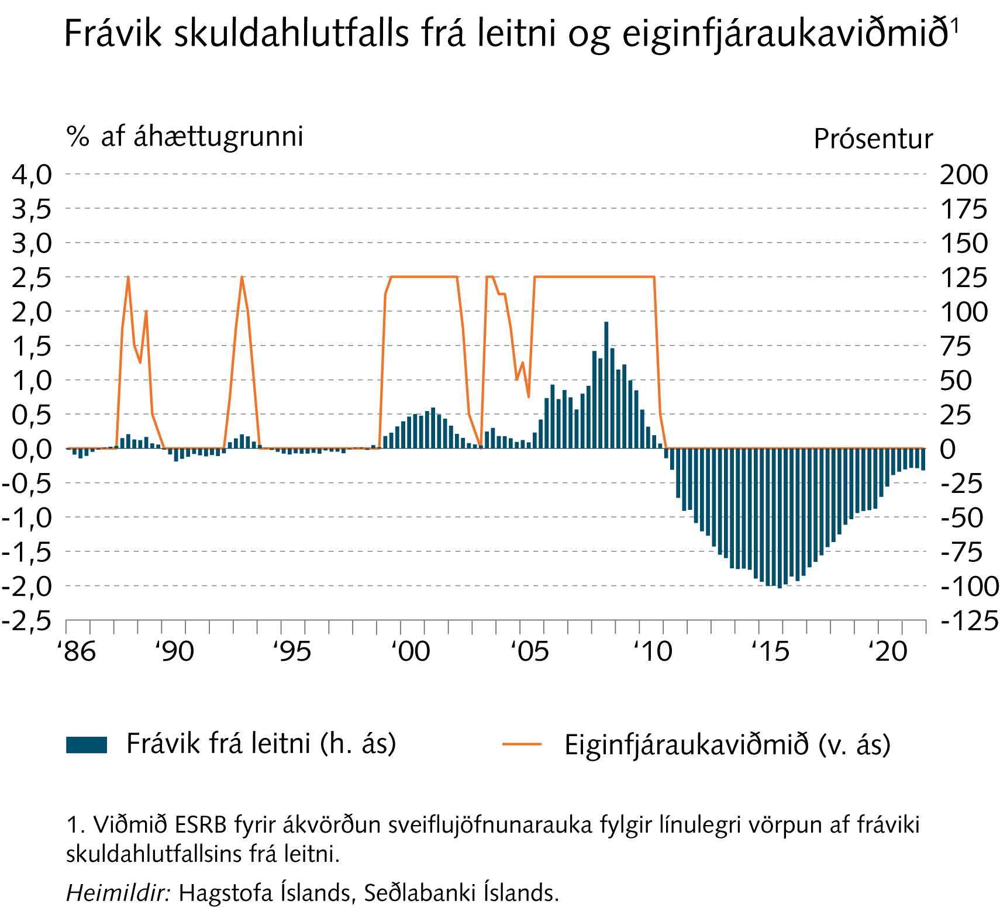 Frávik skuldahlutfalls frá leitni og eiginfjáraukaviðmið¹
% af áhættugrunni Prósentur
4,0 200
3,5 175
3,0 150
2,5 125
2,0 100
1,5 75
1,0 50
0,5 25
0,0 0
-0,5 -25
-1,0 -50
-1,5 -75
-2,0 -100
-2,5 -125
‘86 ‘90 ‘95 ‘00 ‘05 ‘10 ‘15 ‘20
Frávik frá leitni (h. ás) Eiginfjáraukaviðmið (v. ás)
1. Viðmið ESRB fyrir ákvörðun sveiflujöfnunarauka fylgir línulegri vörpun af fráviki
skuldahlutfallsins frá leitni.
Heimildir: Hagstofa Íslands, Seðlabanki Íslands.